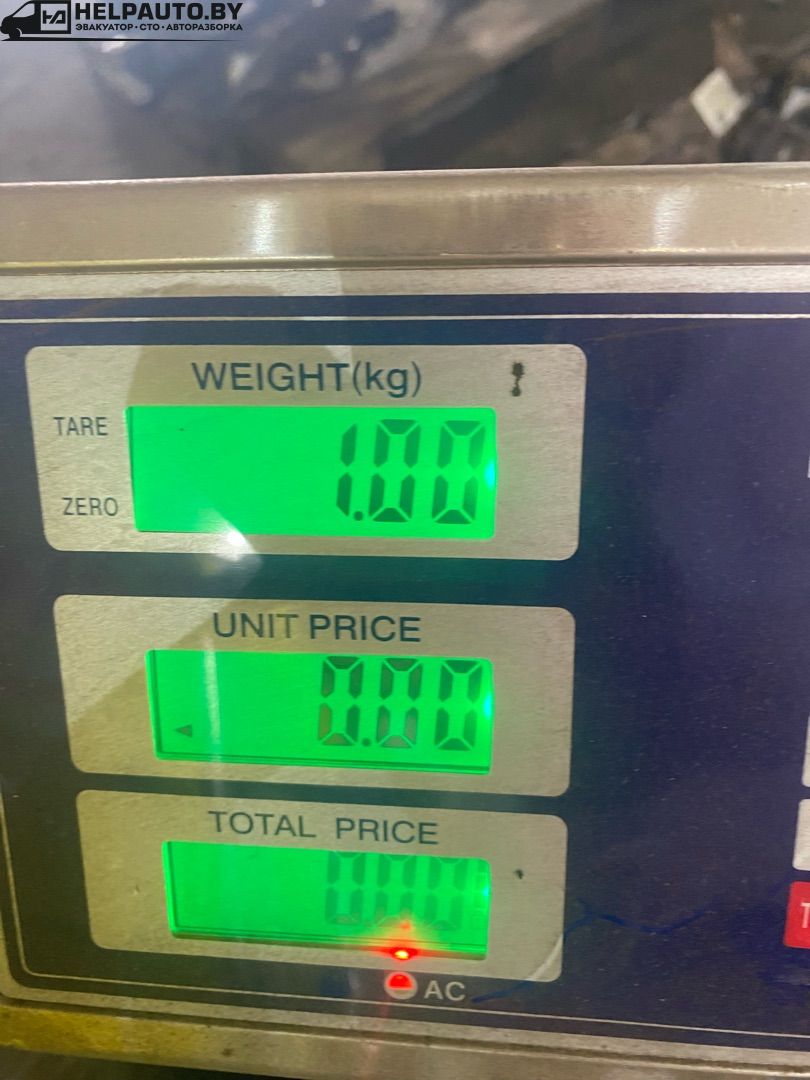 HELPAUTO.BY
ЭВАКУАТОР · СТО · АВТОРАЗБОРКА
WEIGHT(kg)
TARE
1.00
ZERO
UNIT PRICE
0.00
TOTAL PRICE
0.00
AC